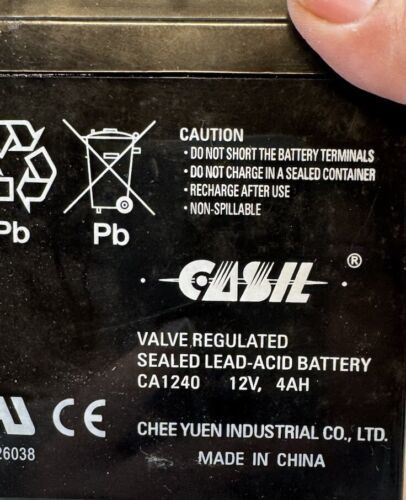 CAUTION
• DO NOT SHORT THE BATTERY TERMINALS
• DO NOT CHARGE IN A SEALED CONTAINER
• RECHARGE AFTER USE
• NON-SPILLABLE
Pb
Pb
CASIL ®
VALVE REGULATED
SEALED LEAD-ACID BATTERY
CA1240 12V, 4AH
CE
26038
CHEE YUEN INDUSTRIAL CO., LTD.
MADE IN CHINA